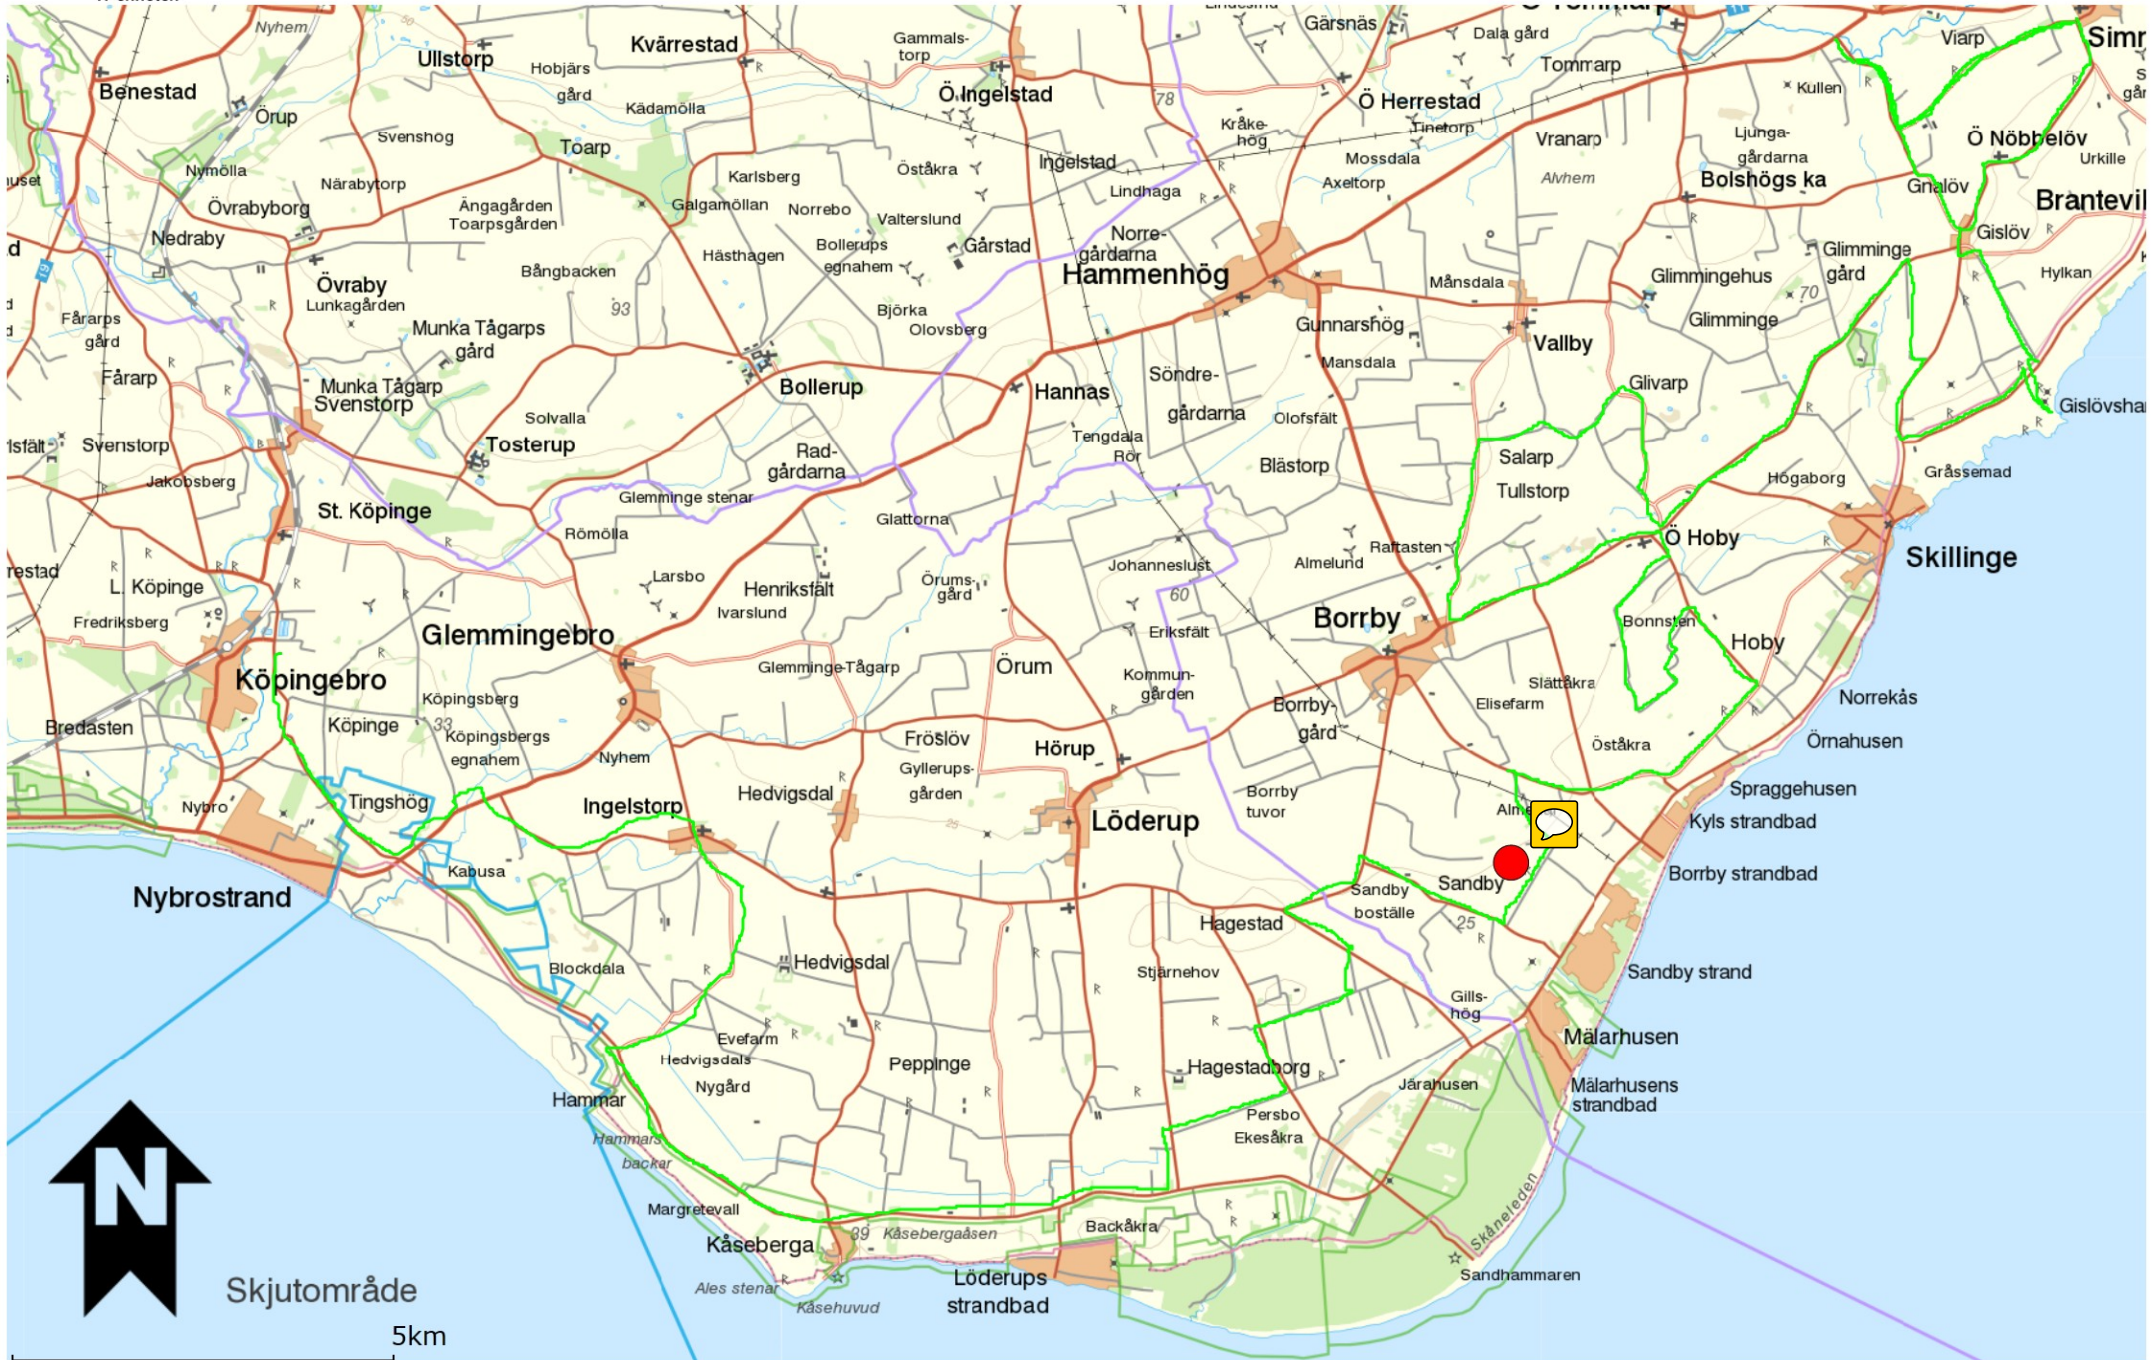 Nyhem
50
Ullstorp
Kvärrestad
Gammals-
torp
Gärsnäs
Dala gård
Viarp
Simr
Benestad
Hobjärs
gård
Kädamölla
Ö Ingelstad
78
Tommarp
Kullen
Örup
Svenshög
Toarp
Kråke-
hög
Ö Herrestad
Tinetorp
Vranarp
Ljunga-
gårdarna
Ö Nöbbelöv
Urkille
Nymölla
Närabytorp
Karlsberg
Öståkra
Ingelstad
Lindhaga
Mossdala
Axeltorp
Alvhem
Bolshögs ka
Gnalöv
Brantevil
Övrabyborg
Ängagården
Toarpsgården
Galgamöllan
Norrebo
Valterslund
Nedraby
Hästhagen
Bollerups
egnahem
Gårstad
Norre-
gårdarna
Gislöv
19
Övraby
Lunkagården
Bångbacken
93
Hammenhög
Månsdala
Glimmingehus
Glimminge
gård
70
Hylkan
Fårarps
gård
Munka Tågarps
gård
Björka
Olovsberg
Gunnarshög
Glimminge
Vallby
Mansdala
Fårarp
Munka Tågarp
Svenstorp
Bollerup
Hannas
Söndre-
gårdarna
Glivarp
Gislövsha
Solvalla
Olofsfält
Svenstorp
Tosterup
Rad-
gårdarna
Tengdala
Rör
Blästorp
Salarp
Tullstorp
Högaborg
Gråssemad
Jakobsberg
Glemminge stenar
St. Köpinge
Glattorna
Römölla
Raftasten
Ö Hoby
Skillinge
L. Köpinge
Larsbo
Henriksfält
Ivarslund
Örums-
gård
Johanneslust
60
Almelund
Fredriksberg
Glemmingebro
Eriksfält
Borrby
Bonnsten
Hoby
Köpingebro
Glemminge-Tågarp
Örum
Kommun-
gården
Slättåkra
Elisefarm
Norrekås
Köpingsberg
Bredasten
Köpinge
33
Köpingsbergs
egnahem
Nyhem
Fröslöv
Hörup
Borrby-
gård
Öståkra
Örnahusen
Gyllerups-
gården
Nybro
Tingshög
Ingelstorp
Hedvigsdal
25
Löderup
Borrby
tuvor
Spraggehusen
Kyls strandbad
Kabusa
Nybrostrand
Sandby
Sandby
boställe
25
Borrby strandbad
Hagestad
Blockdala
Hedvigsdal
Stjärnehov
Sandby strand
Gills-
hög
Evefarm
Hedvigsdals
Nygård
Peppinge
Hagestadborg
Mälarhusen
Järahusen
Mälarhusens
strandbad
Hammar
Persbo
Ekesåkra
Hammars
backar
N
Margretevall
Kåseberga
39
Kåsebergaåsen
Backåkra
Skåneleden
Löderups
strandbad
Sandhammaren
Ales stenar
Kåsehuvud
Skjutområde
5km